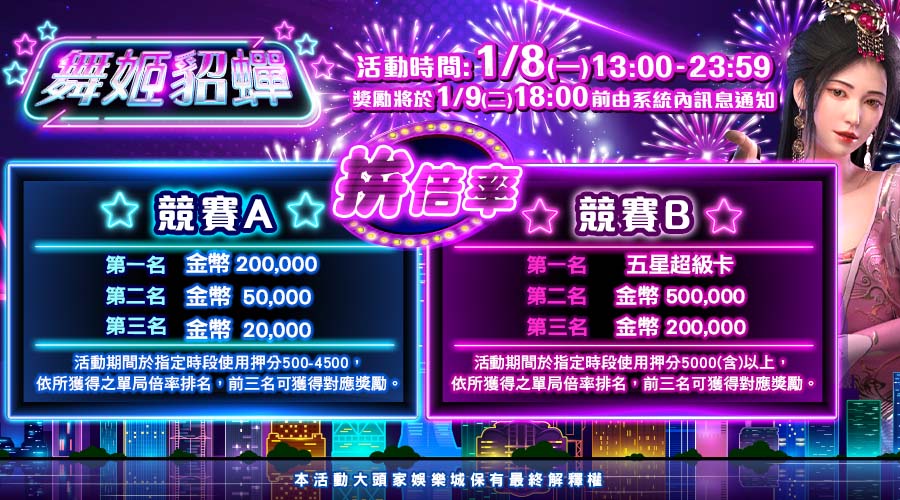 舞姬貂蟬
活動時間: 1/8(一)13:00-23:59
獎勵將於1/9(二)18:00前由系統內訊息通知
拚倍率
競賽A
第一名 金幣 200,000
第二名 金幣 50,000
第三名 金幣 20,000
活動期間於指定時段使用押分500-4500，
依所獲得之單局倍率排名，前三名可獲得對應獎勵。
競賽B
第一名 五星超級卡
第二名 金幣 500,000
第三名 金幣 200,000
活動期間於指定時段使用押分5000(含)以上，
依所獲得之單局倍率排名，前三名可獲得對應獎勵。
本活動大頭家娛樂城保有最終解釋權